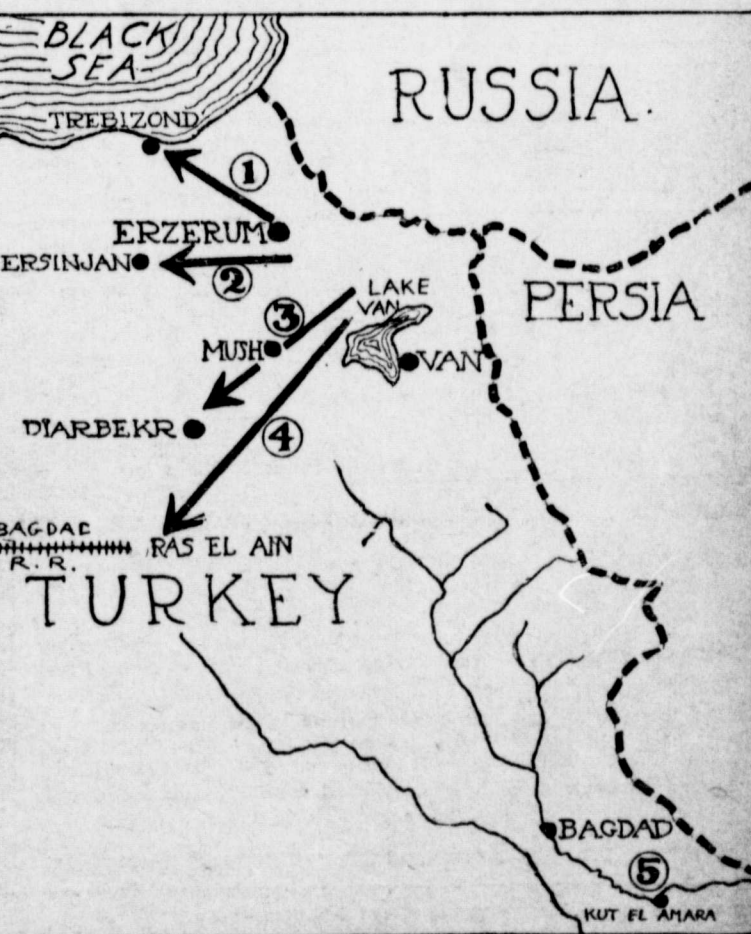 BLACK
SEA
RUSSIA.
TREBIZOND
1
ERZERUM
ERSINJAN
2
LAKE
VAN
PERSIA
3
MUSH
VAN
DIARBEKR
4
BAGDAD
R. R.
RAS EL AIN
TURKEY
BAGDAD
5
KUT EL AMARA